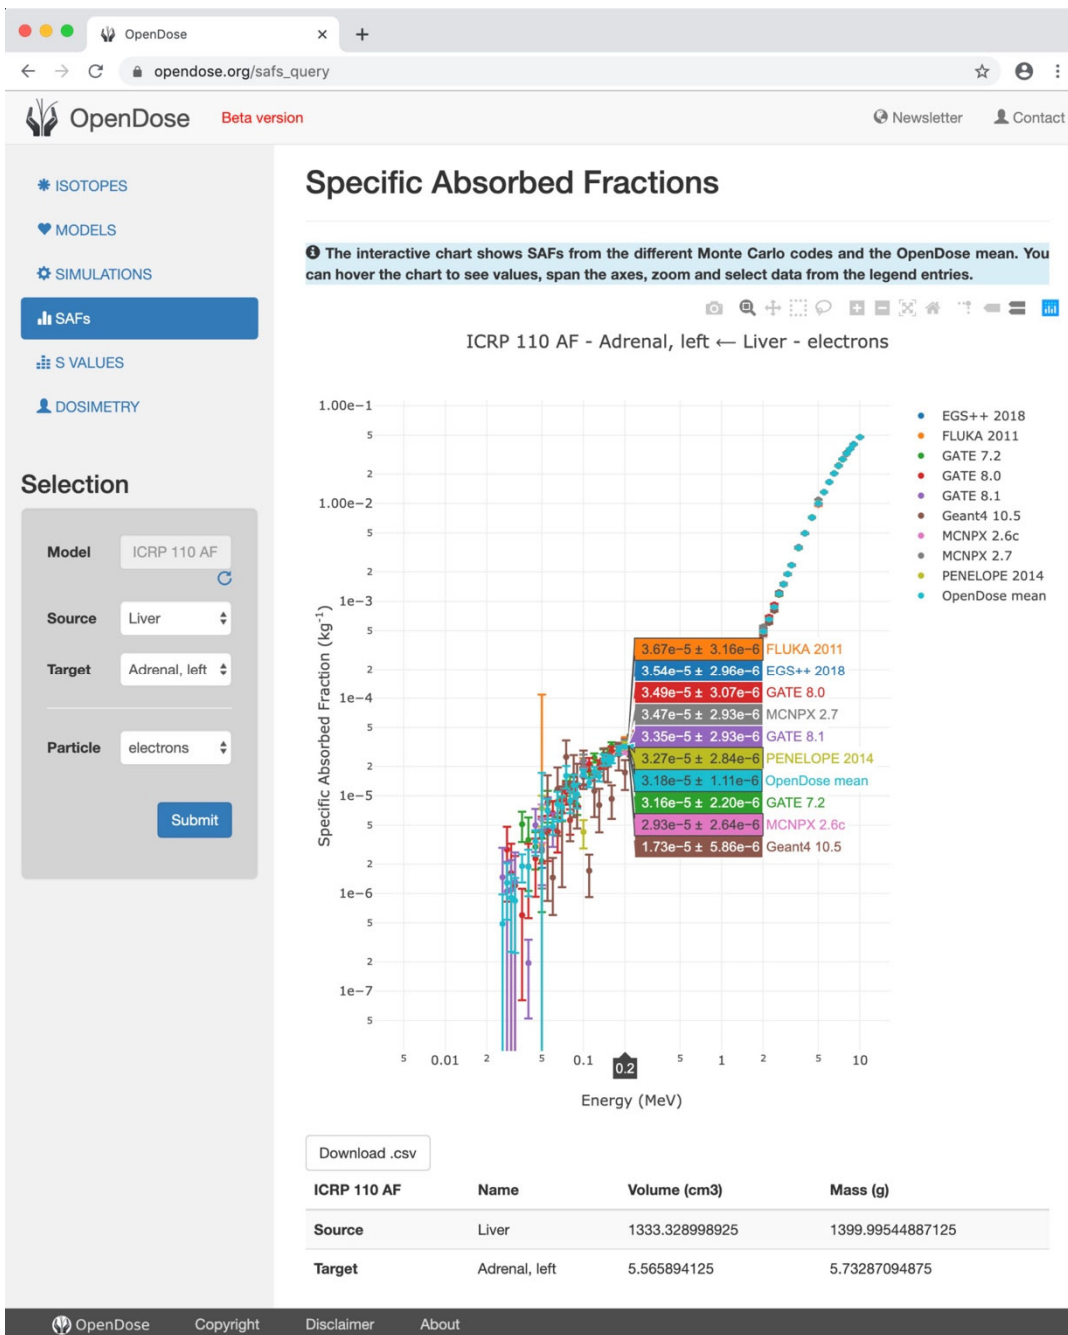 OpenDose
opendose.org/safs_query
OpenDose Beta version Newsletter Contact
ISOTOPES
MODELS
SIMULATIONS
SAFs
S VALUES
DOSIMETRY
Selection
Model ICRP 110 AF
Source Liver
Target Adrenal, left
Particle electrons
Submit
Specific Absorbed Fractions
The interactive chart shows SAFs from the different Monte Carlo codes and the OpenDose mean. You
can hover the chart to see values, span the axes, zoom and select data from the legend entries.
ICRP 110 AF - Adrenal, left ← Liver - electrons
1.00e−1
5
2
1.00e−2
5
2
1e−3
5
2
1e−4
5
2
1e−5
5
2
1e−6
5
2
1e−7
5
Specific Absorbed Fraction (kg⁻¹)
EGS++ 2018
FLUKA 2011
GATE 7.2
GATE 8.0
GATE 8.1
Geant4 10.5
MCNPX 2.6c
MCNPX 2.7
PENELOPE 2014
OpenDose mean
3.67e−5 ± 3.16e−6 FLUKA 2011
3.54e−5 ± 2.96e−6 EGS++ 2018
3.49e−5 ± 3.07e−6 GATE 8.0
3.47e−5 ± 2.93e−6 MCNPX 2.7
3.35e−5 ± 2.93e−6 GATE 8.1
3.27e−5 ± 2.84e−6 PENELOPE 2014
3.18e−5 ± 1.11e−6 OpenDose mean
3.16e−5 ± 2.20e−6 GATE 7.2
2.93e−5 ± 2.64e−6 MCNPX 2.6c
1.73e−5 ± 5.86e−6 Geant4 10.5
5 0.01 2 5 0.1 0.2 5 1 2 5 10
Energy (MeV)
Download .csv
ICRP 110 AF Name Volume (cm3) Mass (g)
Source Liver 1333.328998925 1399.99544887125
Target Adrenal, left 5.565894125 5.73287094875
OpenDose Copyright Disclaimer About